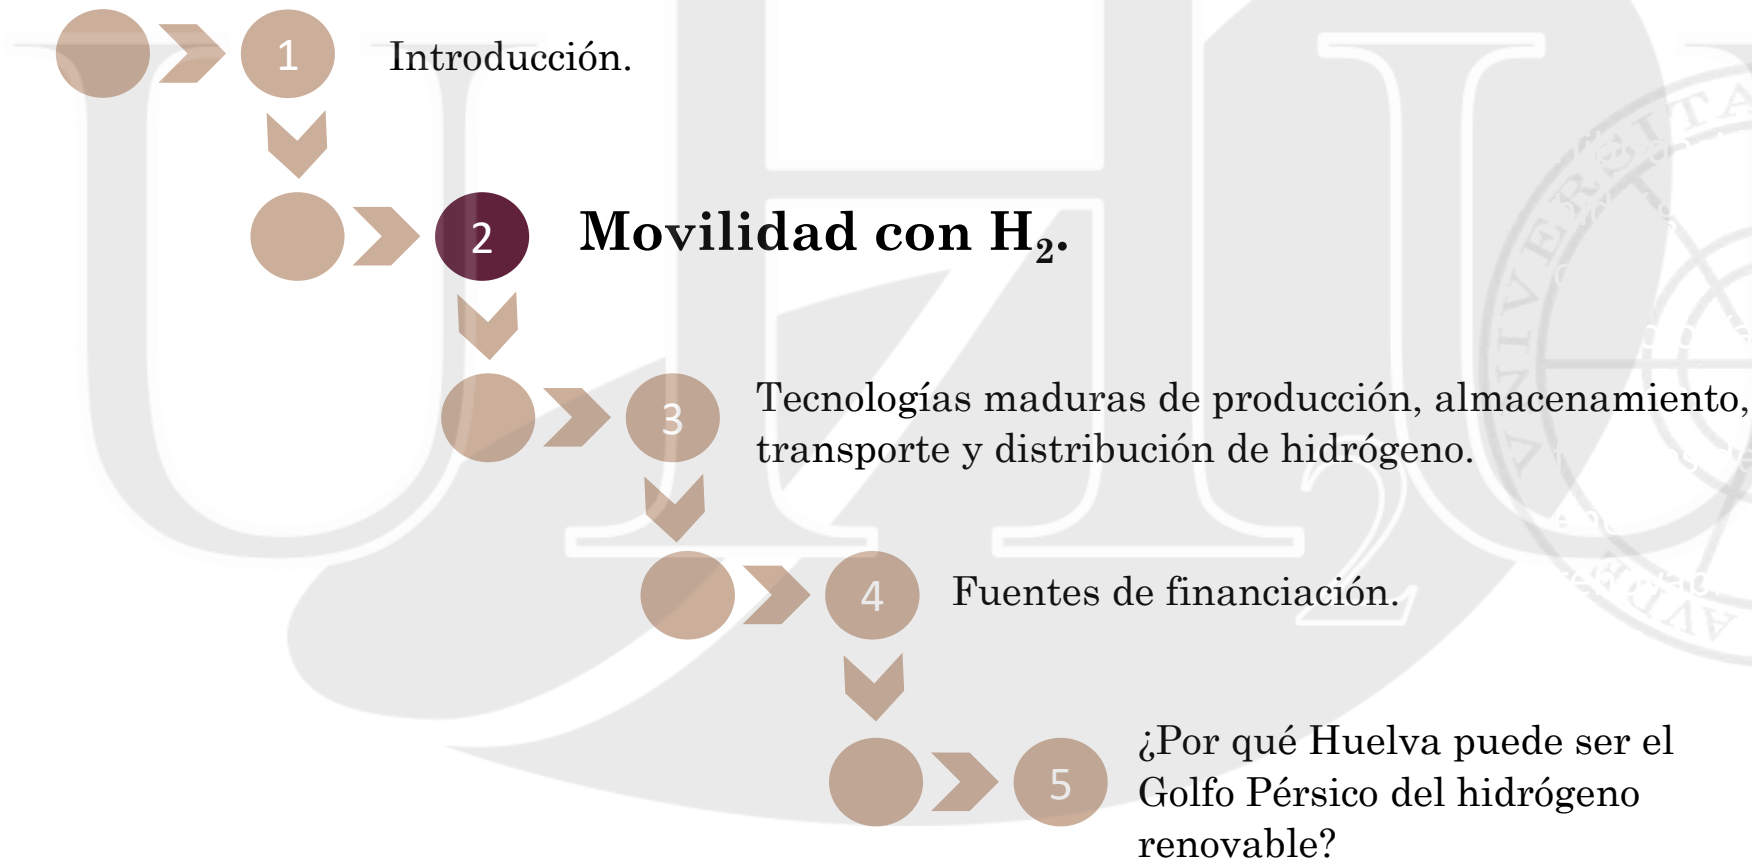 1 Introducción.
2 Movilidad con H₂.
3 Tecnologías maduras de producción, almacenamiento,
transporte y distribución de hidrógeno.
4 Fuentes de financiación.
5 ¿Por qué Huelva puede ser el
Golfo Pérsico del hidrógeno
renovable?